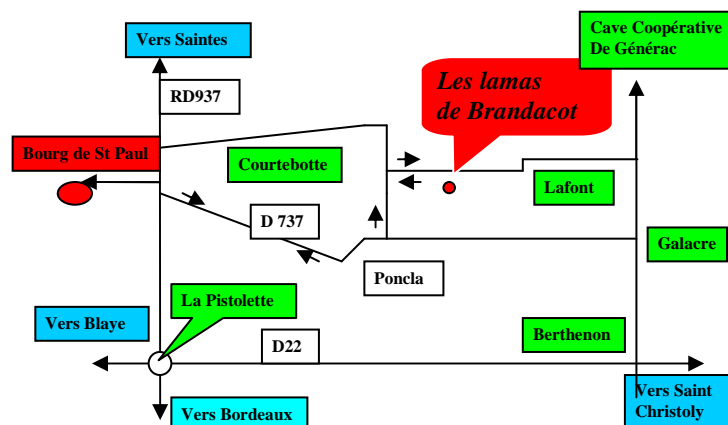 Vers Saintes
Cave Coopérative
De Générac
RD937
Les lamas
de Brandacot
Bourg de St Paul
Courtebotte
Lafont
D 737
Galacre
Poncla
La Pistolette
Vers Blaye
D22
Berthenon
Vers Bordeaux
Vers Saint
Christoly